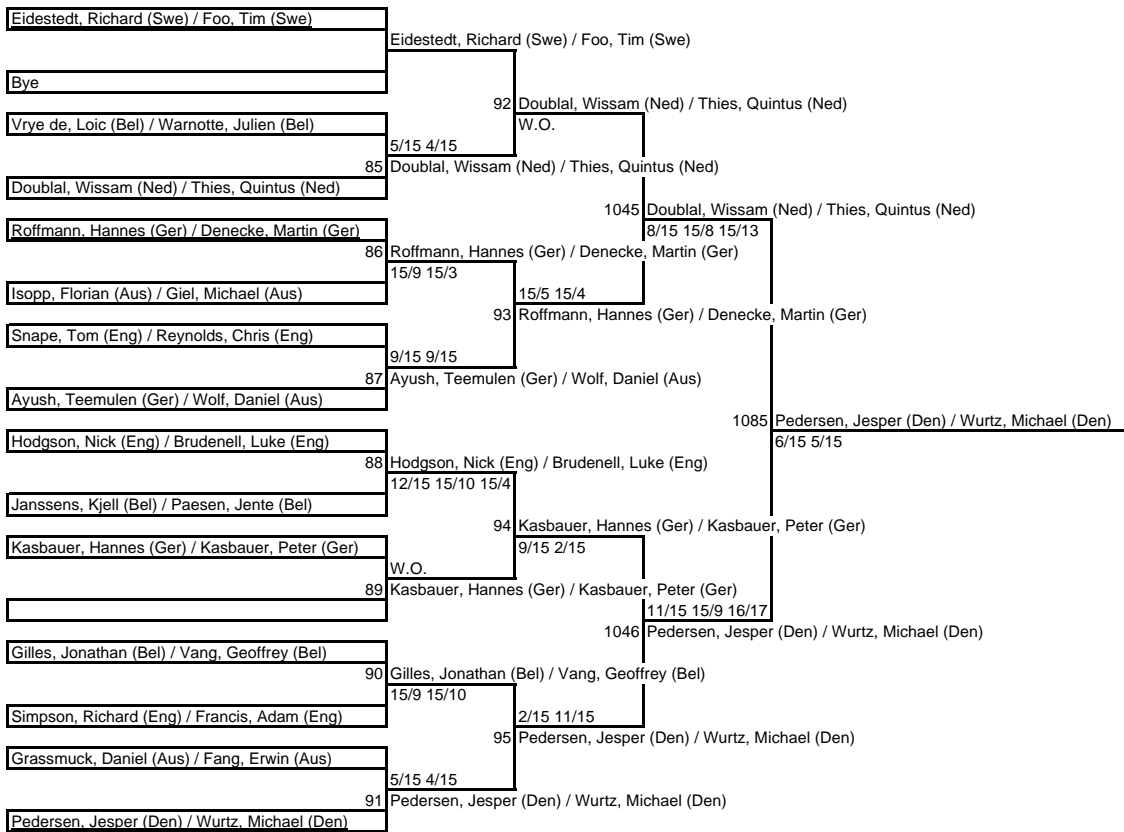 Eidestedt, Richard (Swe) / Foo, Tim (Swe)
Eidestedt, Richard (Swe) / Foo, Tim (Swe)
Bye
92 Doublal, Wissam (Ned) / Thies, Quintus (Ned)
Vrye de, Loic (Bel) / Warnotte, Julien (Bel)
W.O.
5/15 4/15
85 Doublal, Wissam (Ned) / Thies, Quintus (Ned)
Doublal, Wissam (Ned) / Thies, Quintus (Ned)
1045 Doublal, Wissam (Ned) / Thies, Quintus (Ned)
Roffmann, Hannes (Ger) / Denecke, Martin (Ger)
8/15 15/8 15/13
86 Roffmann, Hannes (Ger) / Denecke, Martin (Ger)
15/9 15/3
Isopp, Florian (Aus) / Giel, Michael (Aus)
15/5 15/4
93 Roffmann, Hannes (Ger) / Denecke, Martin (Ger)
Snape, Tom (Eng) / Reynolds, Chris (Eng)
9/15 9/15
87 Ayush, Teemulen (Ger) / Wolf, Daniel (Aus)
Ayush, Teemulen (Ger) / Wolf, Daniel (Aus)
1085 Pedersen, Jesper (Den) / Wurtz, Michael (Den)
Hodgson, Nick (Eng) / Brudenell, Luke (Eng)
6/15 5/15
88 Hodgson, Nick (Eng) / Brudenell, Luke (Eng)
12/15 15/10 15/4
Janssens, Kjell (Bel) / Paesen, Jente (Bel)
94 Kasbauer, Hannes (Ger) / Kasbauer, Peter (Ger)
Kasbauer, Hannes (Ger) / Kasbauer, Peter (Ger)
9/15 2/15
W.O.
89 Kasbauer, Hannes (Ger) / Kasbauer, Peter (Ger)
11/15 15/9 16/17
1046 Pedersen, Jesper (Den) / Wurtz, Michael (Den)
Gilles, Jonathan (Bel) / Vang, Geoffrey (Bel)
90 Gilles, Jonathan (Bel) / Vang, Geoffrey (Bel)
15/9 15/10
Simpson, Richard (Eng) / Francis, Adam (Eng)
2/15 11/15
95 Pedersen, Jesper (Den) / Wurtz, Michael (Den)
Grassmuck, Daniel (Aus) / Fang, Erwin (Aus)
5/15 4/15
91 Pedersen, Jesper (Den) / Wurtz, Michael (Den)
Pedersen, Jesper (Den) / Wurtz, Michael (Den)